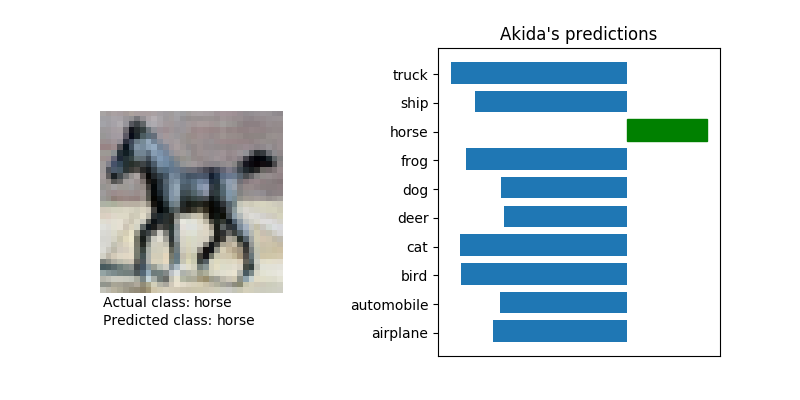 Akida's predictions
truck
ship
horse
frog
dog
deer
cat
bird
automobile
airplane
Actual class: horse
Predicted class: horse